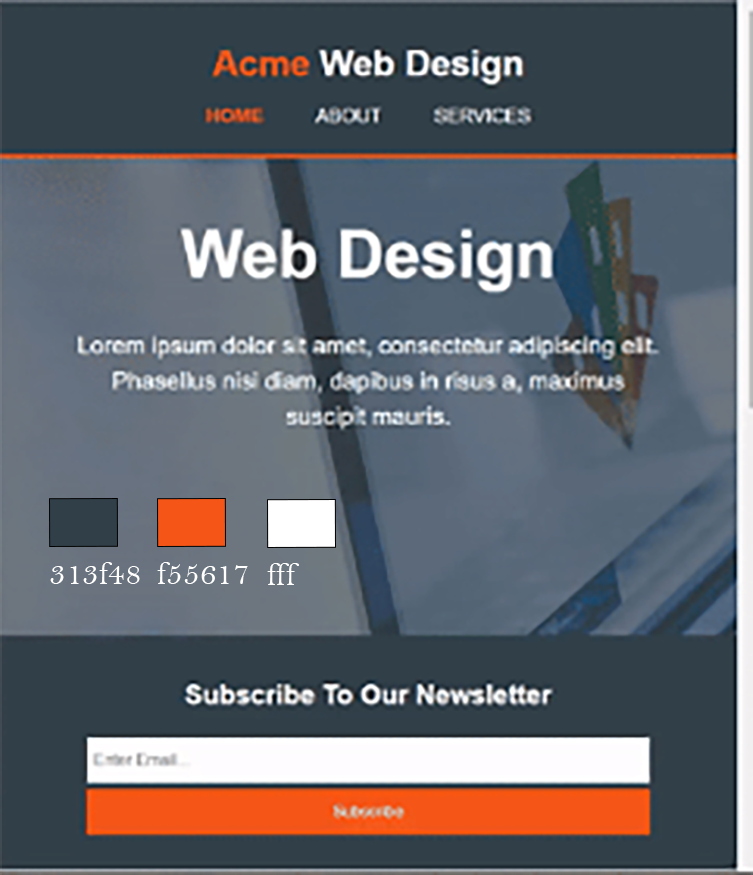 Acme Web Design
HOME ABOUT SERVICES
Web Design
Lorem ipsum dolor sit amet, consectetur adipiscing elit.
Phasellus nisi diam, dapibus in risus a, maximus
suscipit mauris.
313f48 f55617 fff
Subscribe To Our Newsletter
Enter Email...
Subscribe